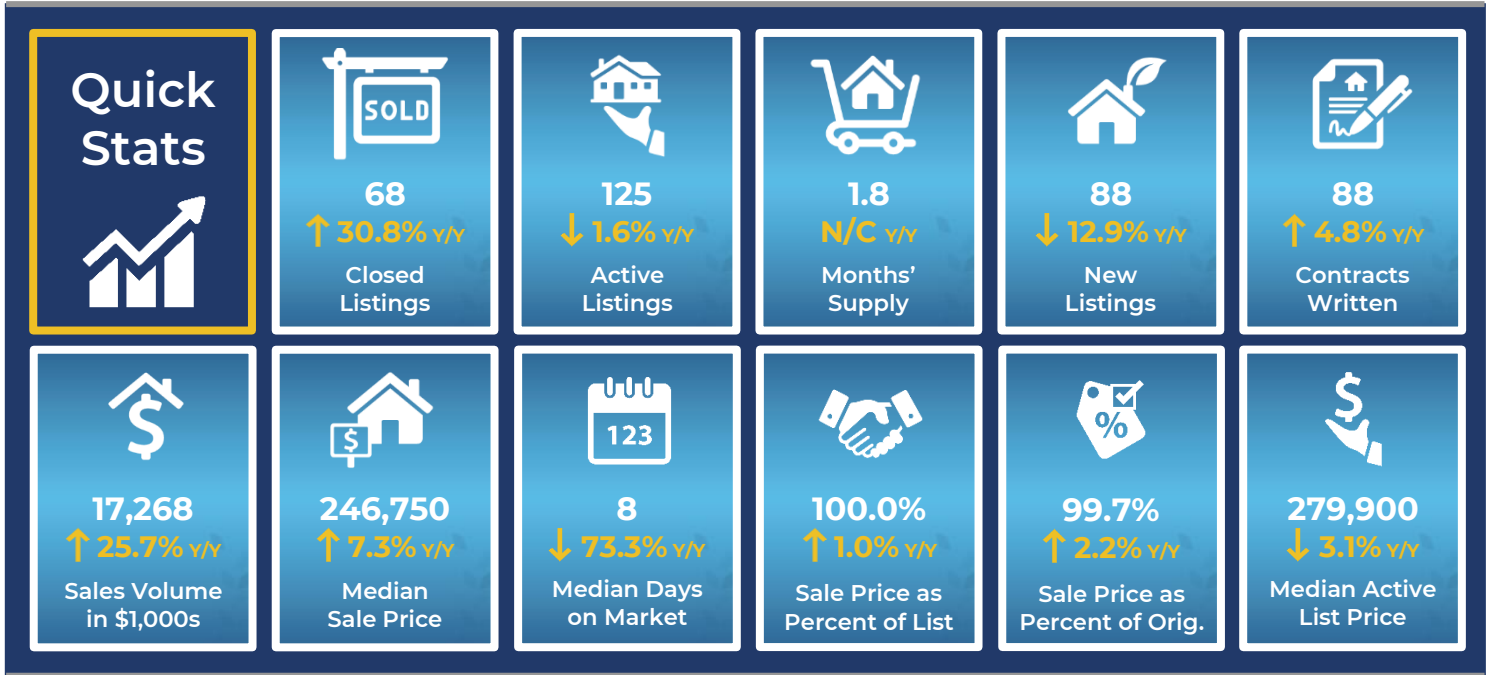 Quick
Stats
SOLD
68
↑ 30.8% Y/Y
Closed
Listings
125
↓ 1.6% Y/Y
Active
Listings
1.8
N/C Y/Y
Months’
Supply
88
↓ 12.9% Y/Y
New
Listings
88
↑ 4.8% Y/Y
Contracts
Written
$
17,268
↑ 25.7% Y/Y
Sales Volume
in $1,000s
$
246,750
↑ 7.3% Y/Y
Median
Sale Price
123
8
↓ 73.3% Y/Y
Median Days
on Market
100.0%
↑ 1.0% Y/Y
Sale Price as
Percent of List
%
99.7%
↑ 2.2% Y/Y
Sale Price as
Percent of Orig.
$
279,900
↓ 3.1% Y/Y
Median Active
List Price